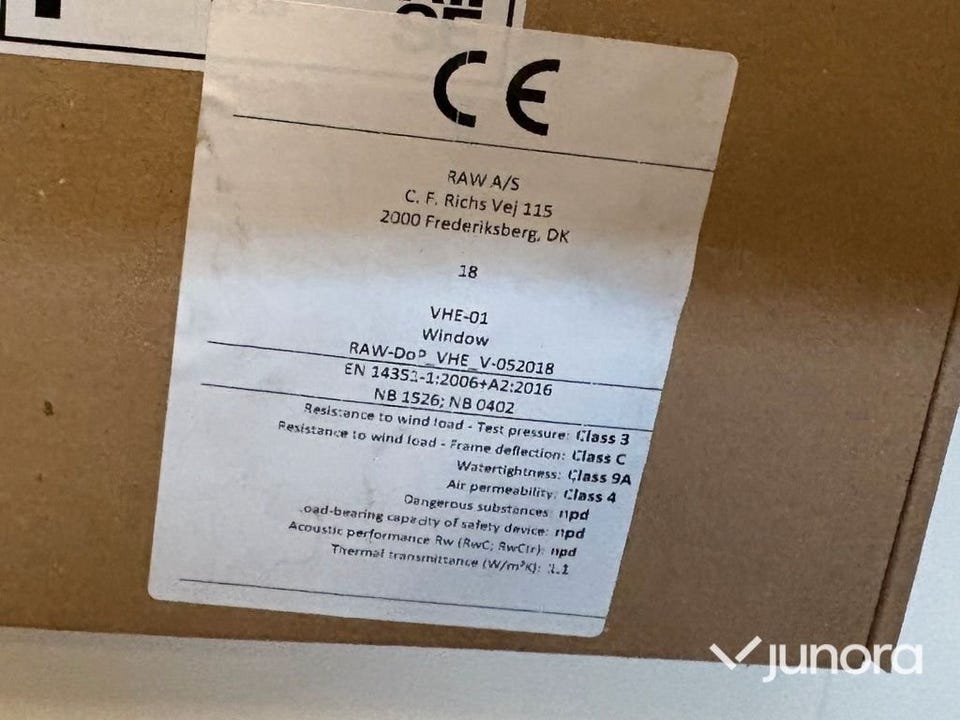 CE
RAW A/S
C. F. Richs Vej 115
2000 Frederiksberg, DK
18
VHE-01
Window
RAW-DoP_VHE_V-052018
EN 14351-1:2006+A2:2016
NB 1526; NB 0402
Resistance to wind load - Test pressure: Class 3
Resistance to wind load - Frame deflection: Class C
Watertightness: Class 9A
Air permeability: Class 4
Dangerous substances: npd
Load-bearing capacity of safety device: npd
Acoustic performance Rw (RwC; RwCtr): npd
Thermal transmittance (W/m²K): 1.1
junora